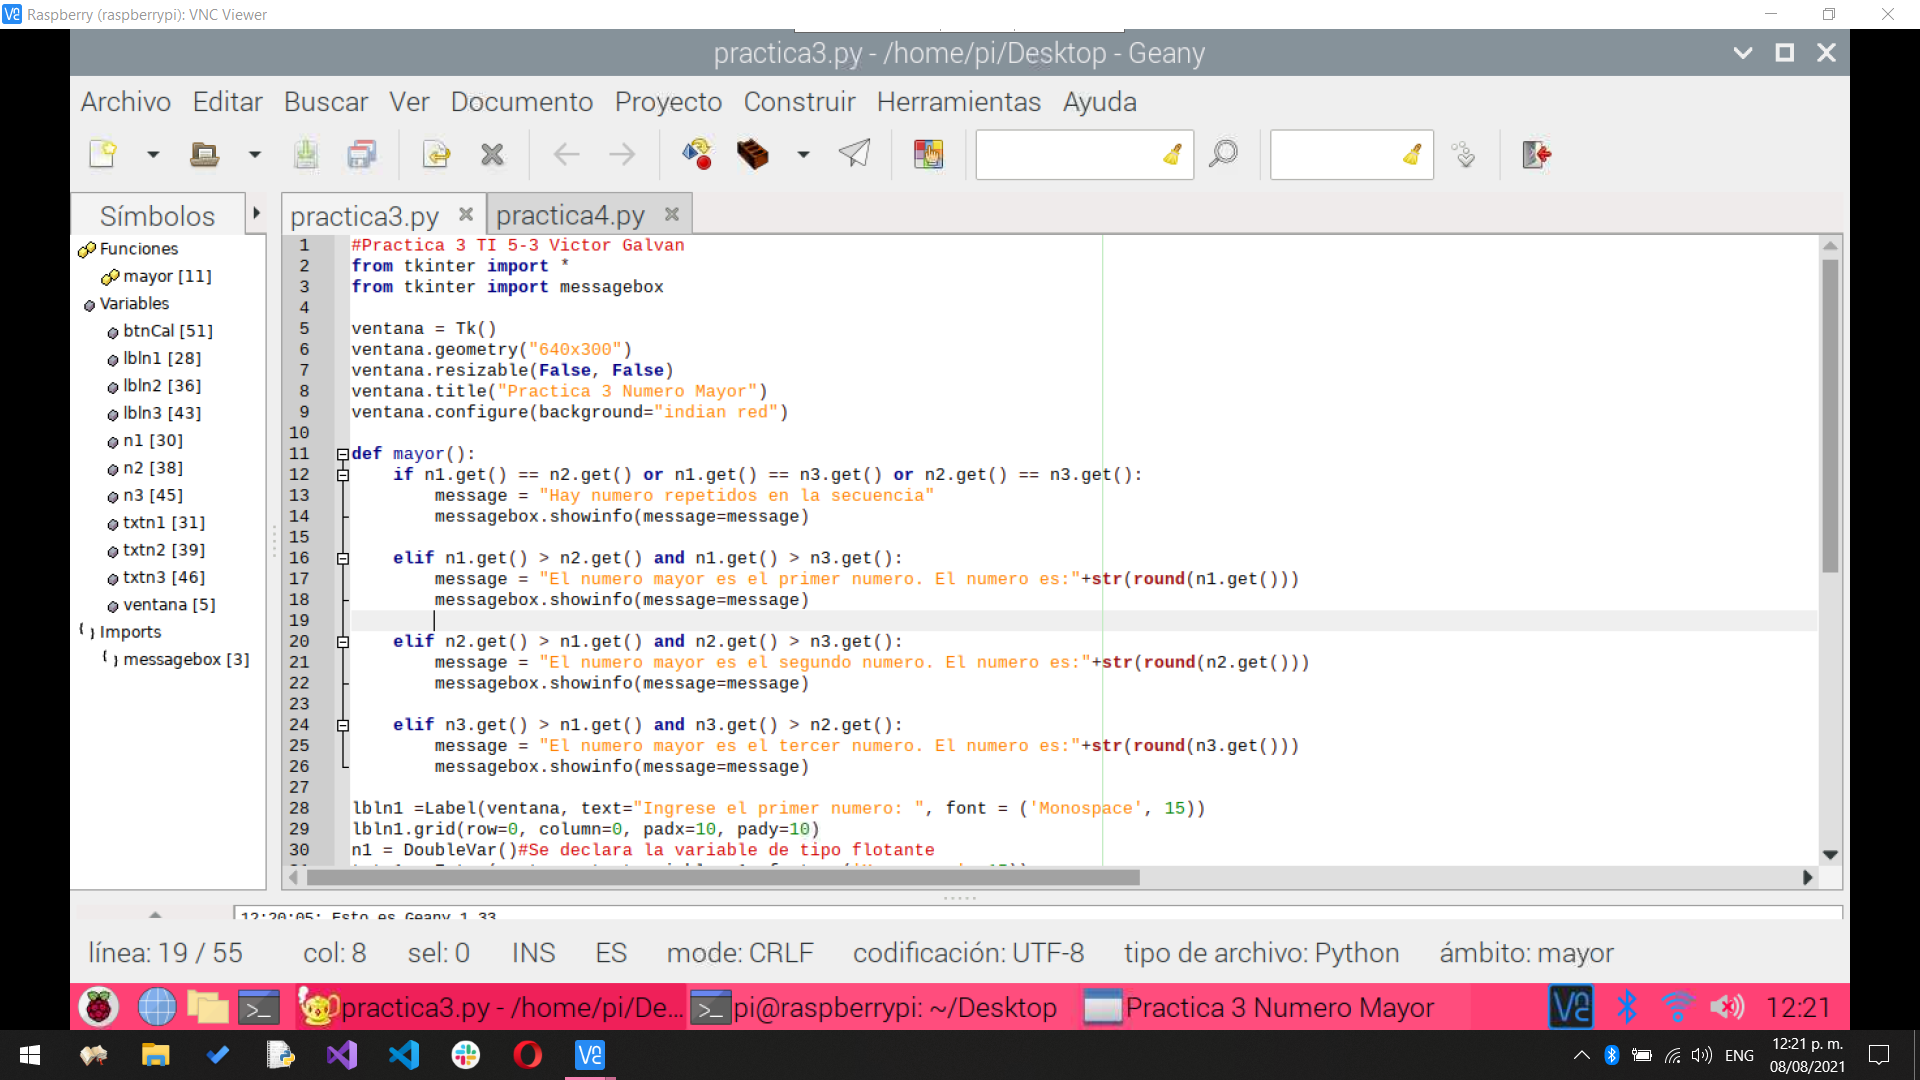 Raspberry (raspberrypi): VNC Viewer
practica3.py - /home/pi/Desktop - Geany
Archivo Editar Buscar Ver Documento Proyecto Construir Herramientas Ayuda
Símbolos
practica3.py
practica4.py
Funciones
mayor [11]
Variables
btnCal [51]
lbln1 [28]
lbln2 [36]
lbln3 [43]
n1 [30]
n2 [38]
n3 [45]
txtn1 [31]
txtn2 [39]
txtn3 [46]
ventana [5]
Imports
messagebox [3]
1 #Practica 3 TI 5-3 Victor Galvan
2 from tkinter import *
3 from tkinter import messagebox
4
5 ventana = Tk()
6 ventana.geometry("640x300")
7 ventana.resizable(False, False)
8 ventana.title("Practica 3 Numero Mayor")
9 ventana.configure(background="indian red")
10
11 def mayor():
12     if n1.get() == n2.get() or n1.get() == n3.get() or n2.get() == n3.get():
13         message = "Hay numero repetidos en la secuencia"
14         messagebox.showinfo(message=message)
15
16     elif n1.get() > n2.get() and n1.get() > n3.get():
17         message = "El numero mayor es el primer numero. El numero es:"+str(round(n1.get()))
18         messagebox.showinfo(message=message)
19
20     elif n2.get() > n1.get() and n2.get() > n3.get():
21         message = "El numero mayor es el segundo numero. El numero es:"+str(round(n2.get()))
22         messagebox.showinfo(message=message)
23
24     elif n3.get() > n1.get() and n3.get() > n2.get():
25         message = "El numero mayor es el tercer numero. El numero es:"+str(round(n3.get()))
26         messagebox.showinfo(message=message)
27
28 lbln1 =Label(ventana, text="Ingrese el primer numero: ", font = ('Monospace', 15))
29 lbln1.grid(row=0, column=0, padx=10, pady=10)
30 n1 = DoubleVar()#Se declara la variable de tipo flotante
12:20:05: Esto es Geany 1.33.
línea: 19 / 55 col: 8 sel: 0 INS ES mode: CRLF codificación: UTF-8 tipo de archivo: Python ámbito: mayor
practica3.py - /home/pi/De... pi@raspberrypi: ~/Desktop Practica 3 Numero Mayor 12:21
ENG
12:21 p. m.
08/08/2021